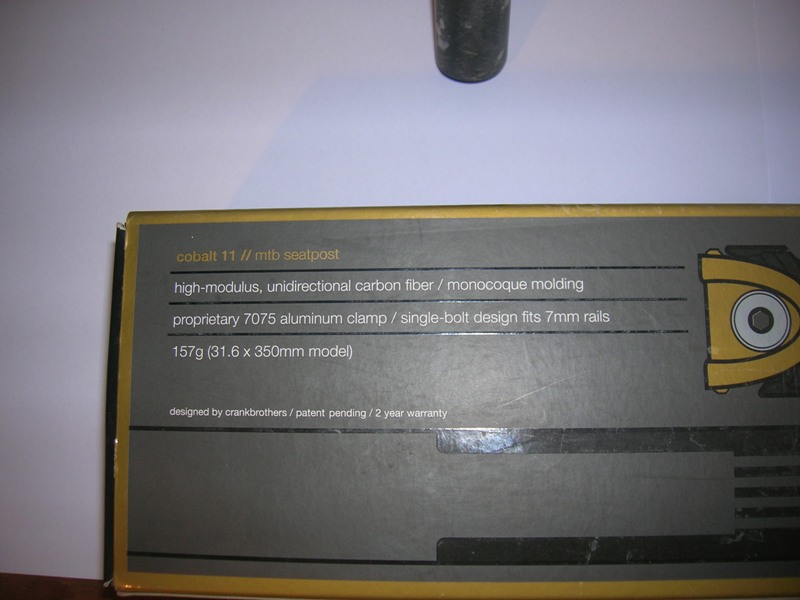 cobalt 11 // mtb seatpost
high-modulus, unidirectional carbon fiber / monocoque molding
proprietary 7075 aluminum clamp / single-bolt design fits 7mm rails
157g (31.6 x 350mm model)
designed by crankbrothers / patent pending / 2 year warranty